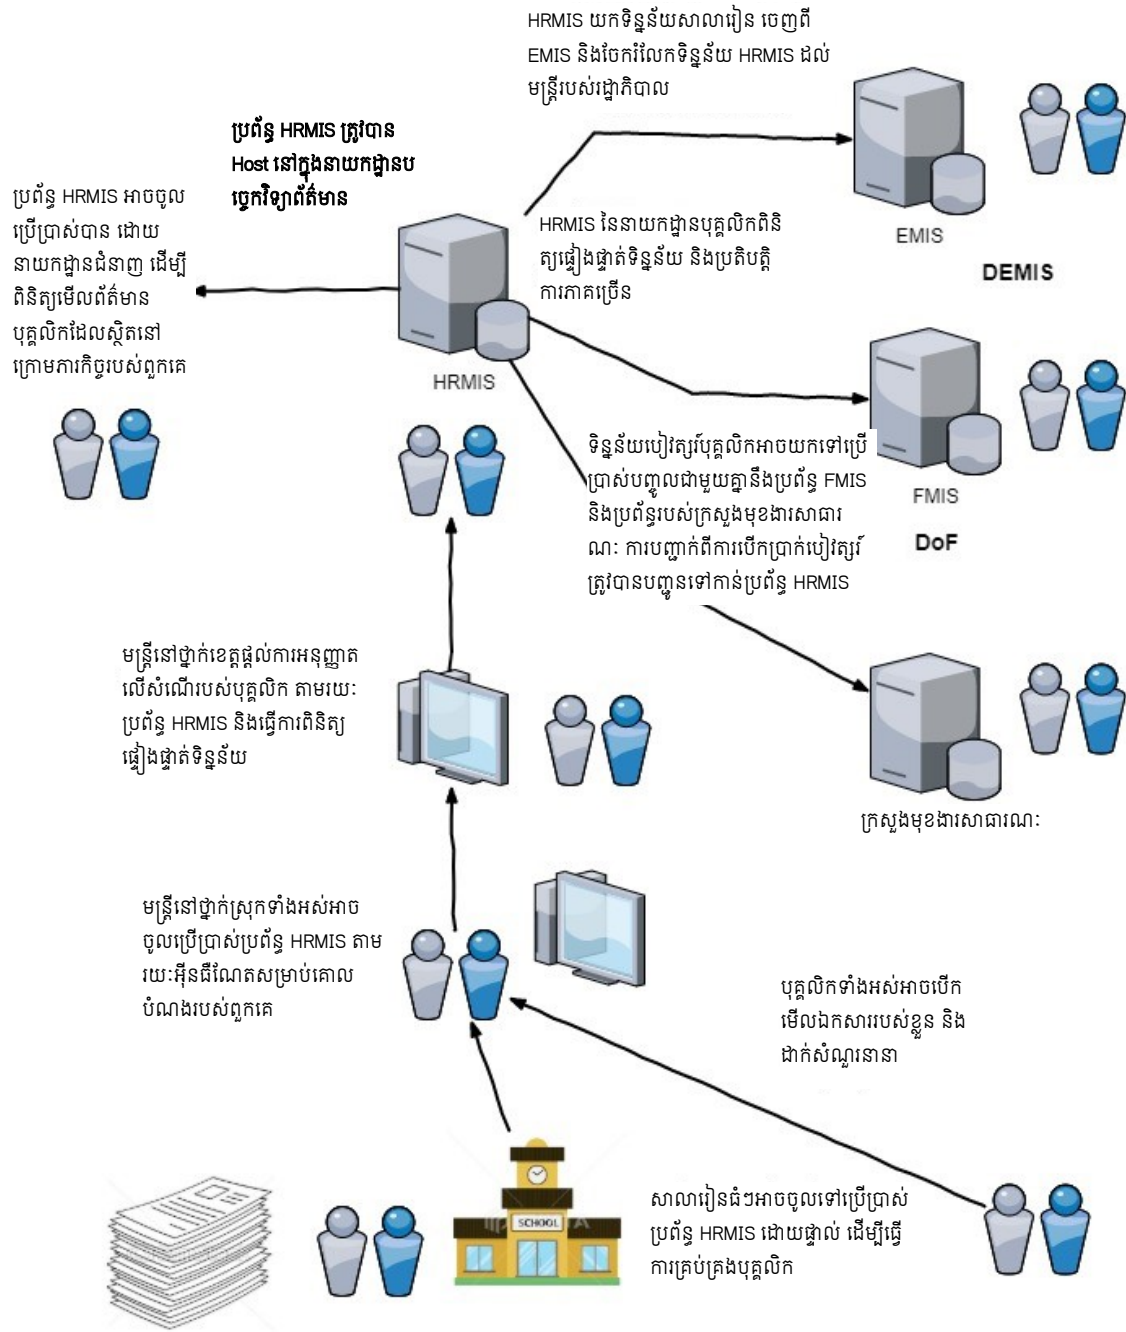 HRMIS យកទិន្នន័យសាលារៀន ចេញពី
EMIS និងចែករំលែកទិន្នន័យ HRMIS ដល់
មន្ត្រីរបស់រដ្ឋាភិបាល
ប្រព័ន្ធ HRMIS ត្រូវបាន
Host នៅក្នុងនាយកដ្ឋានប
ច្ចេកវិទ្យាព័ត៌មាន
ប្រព័ន្ធ HRMIS អាចចូល
ប្រើប្រាស់បាន ដោយ
នាយកដ្ឋានជំនាញ ដើម្បី
ពិនិត្យមើលព័ត៌មាន
បុគ្គលិកដែលស្ថិតនៅ
ក្រោមភារកិច្ចរបស់ពួកគេ
HRMIS នៃនាយកដ្ឋានបុគ្គលិកពិនិ
ត្យផ្ទៀងផ្ទាត់ទិន្នន័យ និងប្រតិបត្តិ
ការភាគច្រើន
EMIS
DEMIS
HRMIS
ទិន្នន័យបៀវត្សរ៍បុគ្គលិកអាចយកទៅប្រើ
ប្រាស់បញ្ចូលជាមួយគ្នានឹងប្រព័ន្ធ FMIS
និងប្រព័ន្ធរបស់ក្រសួងមុខងារសាធារ
ណៈ ការបញ្ជាក់ពីការបើកប្រាក់បៀវត្សរ៍
ត្រូវបានបញ្ជូនទៅកាន់ប្រព័ន្ធ HRMIS
FMIS
DoF
មន្ត្រីនៅថ្នាក់ខេត្តផ្តល់ការអនុញ្ញាត
លើសំណើរបស់បុគ្គលិក តាមរយៈ
ប្រព័ន្ធ HRMIS និងធ្វើការពិនិត្យ
ផ្ទៀងផ្ទាត់ទិន្នន័យ
ក្រសួងមុខងារសាធារណៈ
មន្ត្រីនៅថ្នាក់ស្រុកទាំងអស់អាច
ចូលប្រើប្រាស់ប្រព័ន្ធ HRMIS តាម
រយៈអ៊ីនធឺណែតសម្រាប់គោល
បំណងរបស់ពួកគេ
បុគ្គលិកទាំងអស់អាចបើក
មើលឯកសាររបស់ខ្លួន និង
ដាក់សំណួរនានា
SCHOOL
សាលារៀនធំៗអាចចូលទៅប្រើប្រាស់
ប្រព័ន្ធ HRMIS ដោយផ្ទាល់ ដើម្បីធ្វើ
ការគ្រប់គ្រងបុគ្គលិក